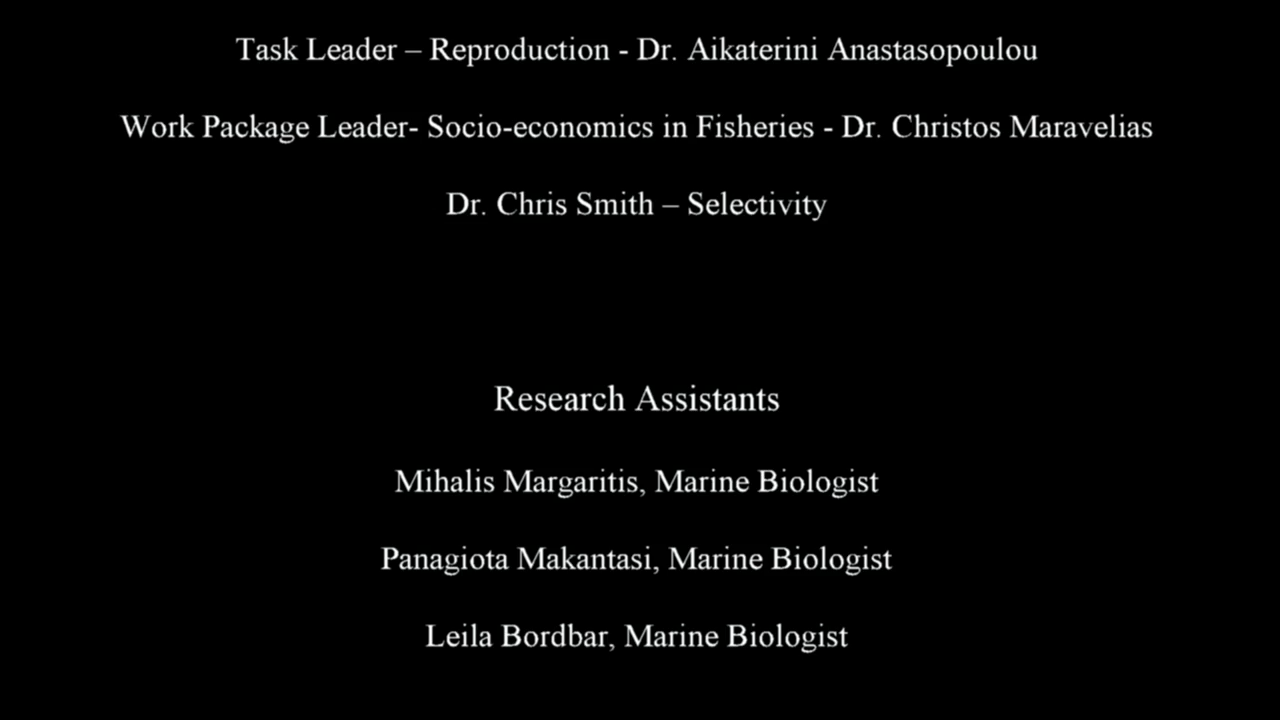 Task Leader – Reproduction - Dr. Aikaterini Anastasopoulou
Work Package Leader- Socio-economics in Fisheries - Dr. Christos Maravelias
Dr. Chris Smith – Selectivity
Research Assistants
Mihalis Margaritis, Marine Biologist
Panagiota Makantasi, Marine Biologist
Leila Bordbar, Marine Biologist